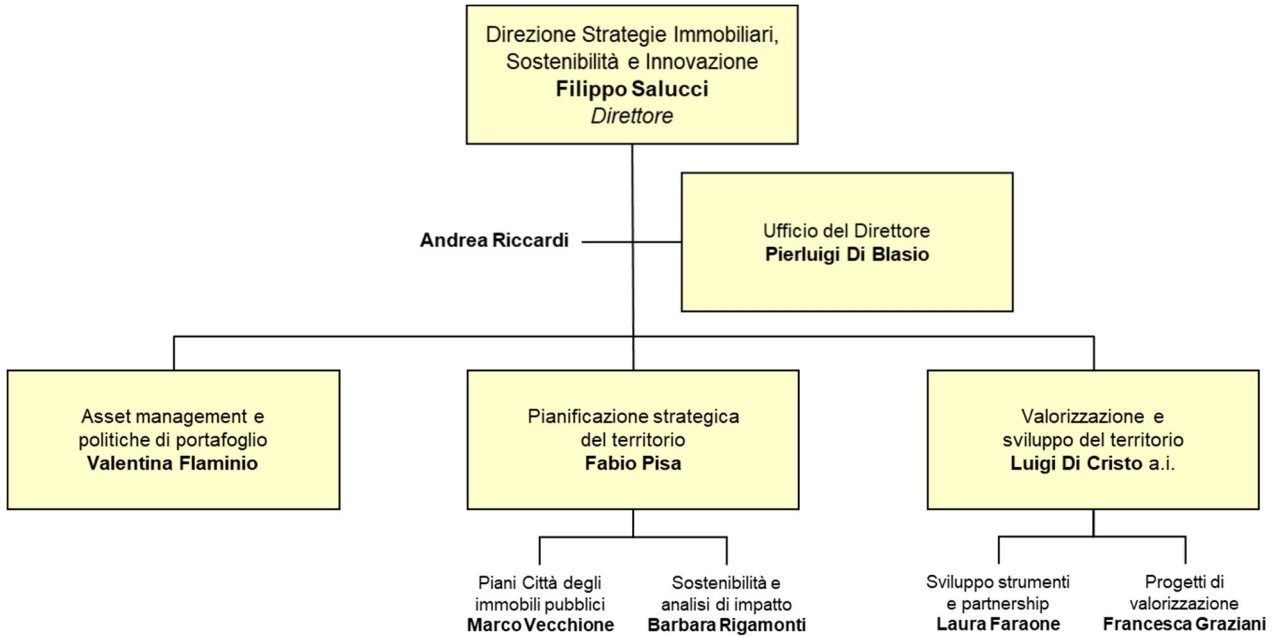 Direzione Strategie Immobiliari,
Sostenibilità e Innovazione
Filippo Salucci
Direttore
Andrea Riccardi
Ufficio del Direttore
Pierluigi Di Blasio
Asset management e
politiche di portafoglio
Valentina Flaminio
Pianificazione strategica
del territorio
Fabio Pisa
Valorizzazione e
sviluppo del territorio
Luigi Di Cristo a.i.
Piani Città degli
immobili pubblici
Marco Vecchione
Sostenibilità e
analisi di impatto
Barbara Rigamonti
Sviluppo strumenti
e partnership
Laura Faraone
Progetti di
valorizzazione
Francesca Graziani